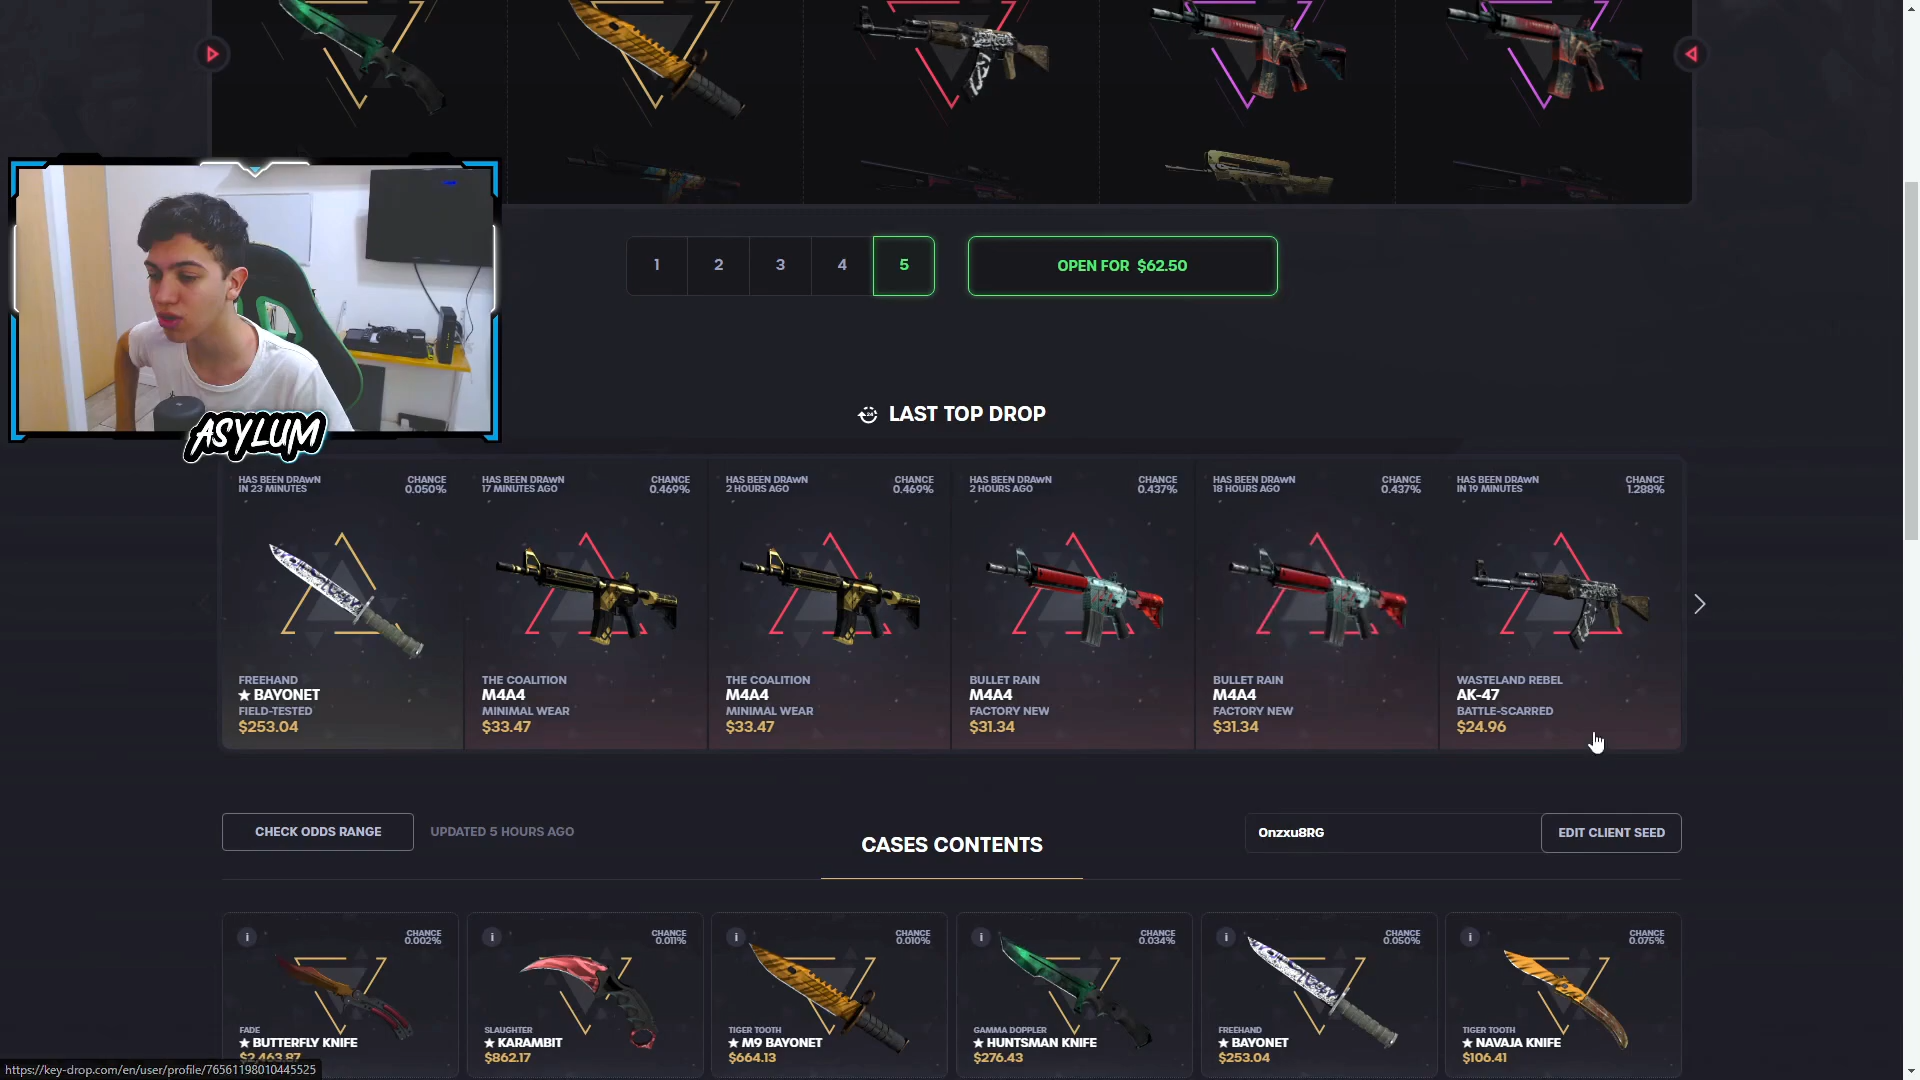 1
2
3
4
5
OPEN FOR $62.50
ASYLUM
LAST TOP DROP
HAS BEEN DRAWN
IN 23 MINUTES
CHANCE
0.050%
FREEHAND
★ BAYONET
FIELD-TESTED
$253.04
HAS BEEN DRAWN
17 MINUTES AGO
CHANCE
0.469%
THE COALITION
M4A4
MINIMAL WEAR
$33.47
HAS BEEN DRAWN
2 HOURS AGO
CHANCE
0.469%
THE COALITION
M4A4
MINIMAL WEAR
$33.47
HAS BEEN DRAWN
2 HOURS AGO
CHANCE
0.437%
BULLET RAIN
M4A4
FACTORY NEW
$31.34
HAS BEEN DRAWN
18 HOURS AGO
CHANCE
0.437%
BULLET RAIN
M4A4
FACTORY NEW
$31.34
HAS BEEN DRAWN
IN 19 MINUTES
CHANCE
1.288%
WASTELAND REBEL
AK-47
BATTLE-SCARRED
$24.96
CHECK ODDS RANGE
UPDATED 5 HOURS AGO
CASES CONTENTS
Onzxu8RG
EDIT CLIENT SEED
CHANCE
0.002%
FADE
★ BUTTERFLY KNIFE
$2,463.87
CHANCE
0.011%
SLAUGHTER
★ KARAMBIT
$862.17
CHANCE
0.010%
TIGER TOOTH
★ M9 BAYONET
$664.13
CHANCE
0.034%
GAMMA DOPPLER
★ HUNTSMAN KNIFE
$276.43
CHANCE
0.050%
FREEHAND
★ BAYONET
$253.04
CHANCE
0.075%
TIGER TOOTH
★ NAVAJA KNIFE
$106.41
https://key-drop.com/en/user/profile/76561198010445525